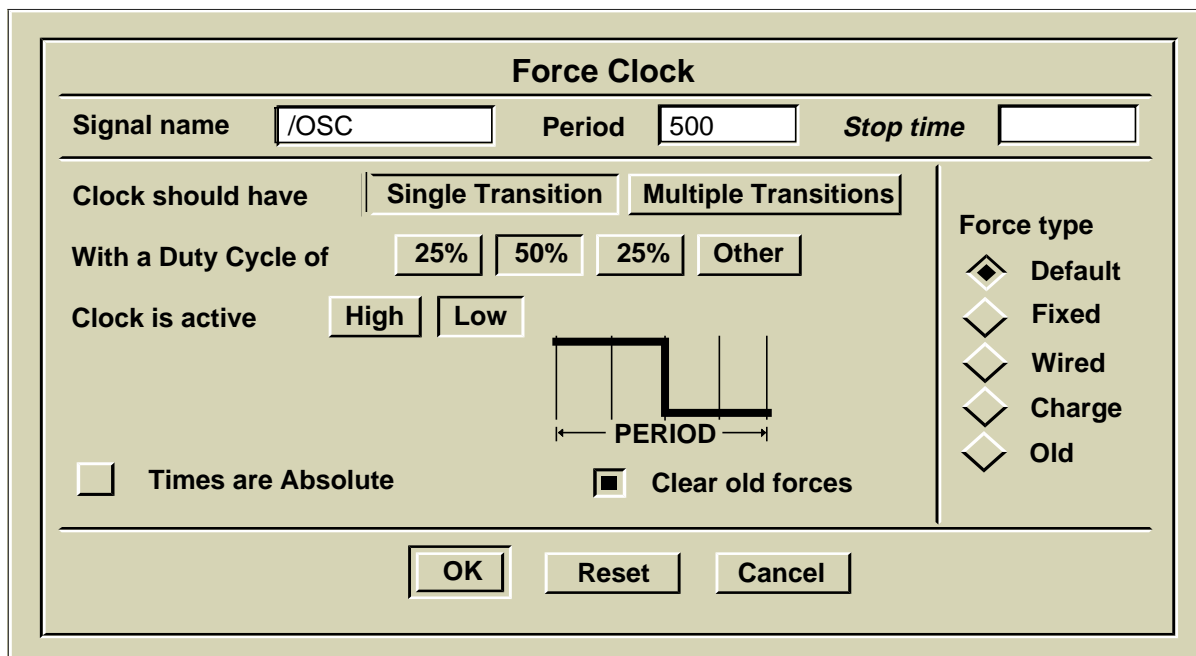 Force Clock
Signal name /OSC Period 500 Stop time
Clock should have Single Transition Multiple Transitions
With a Duty Cycle of 25% 50% 25% Other
Clock is active High Low
PERIOD
Times are Absolute Clear old forces
Force type
Default
Fixed
Wired
Charge
Old
OK Reset Cancel